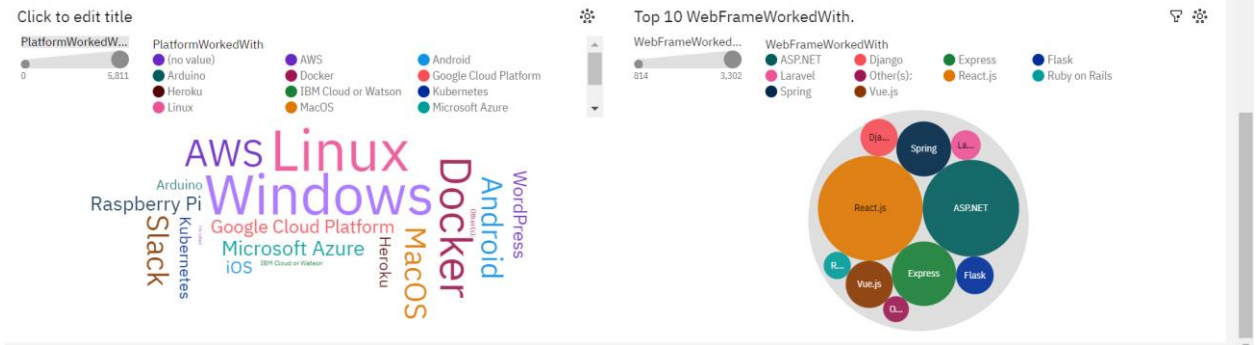 Click to edit title
PlatformWorkedW...
0 5,811
PlatformWorkedWith
(no value) AWS Android
Arduino Docker Google Cloud Platform
Heroku IBM Cloud or Watson Kubernetes
Linux MacOS Microsoft Azure
AWS Linux
Arduino
Raspberry Pi Windows
Docker
Android
WordPress
Slack
Kubernetes
Google Cloud Platform
Microsoft Azure
iOS
IBM Cloud or Watson
Heroku
MacOS
Top 10 WebFrameWorkedWith.
WebFrameWorked...
814 3,302
WebFrameWorkedWith
ASP.NET Django Express Flask
Laravel Other(s): React.js Ruby on Rails
Spring Vue.js
Dja...
Spring
La...
React.js
ASP.NET
R...
Vue.js
Express
Flask
O...